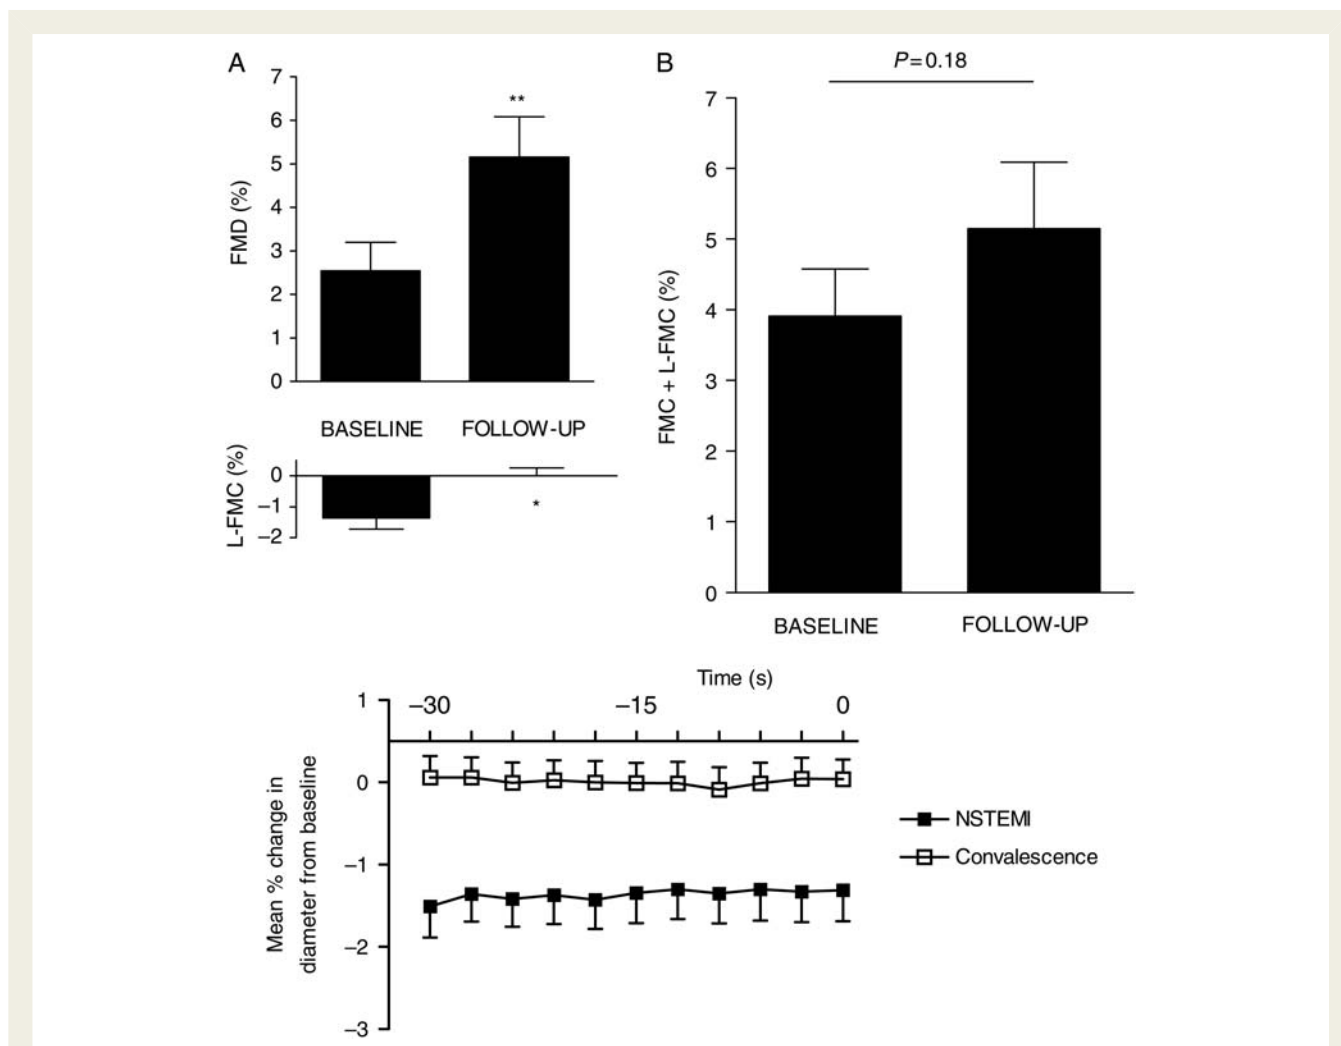 A
7
6
5
4
3
2
1
0
FMD (%)
**
BASELINE FOLLOW-UP
L-FMC (%)
0
−1
−2
*
B
P=0.18
7
6
5
4
3
2
1
0
FMC + L-FMC (%)
BASELINE FOLLOW-UP
Time (s)
−30 −15 0
1
0
−1
−2
−3
Mean % change in
diameter from baseline
NSTEMI
Convalescence